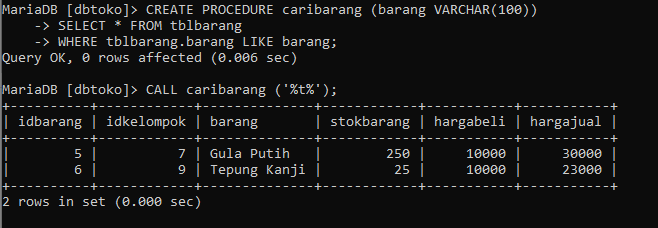 MariaDB [dbtoko]> CREATE PROCEDURE caribarang (barang VARCHAR(100))
    -> SELECT * FROM tblbarang
    -> WHERE tblbarang.barang LIKE barang;
Query OK, 0 rows affected (0.006 sec)

MariaDB [dbtoko]> CALL caribarang ('%t%');
+----------+------------+--------------+------------+-----------+-----------+
| idbarang | idkelompok | barang       | stokbarang | hargabeli | hargajual |
+----------+------------+--------------+------------+-----------+-----------+
|        5 |          7 | Gula Putih   |        250 |     10000 |     30000 |
|        6 |          9 | Tepung Kanji |         25 |     10000 |     23000 |
+----------+------------+--------------+------------+-----------+-----------+
2 rows in set (0.000 sec)